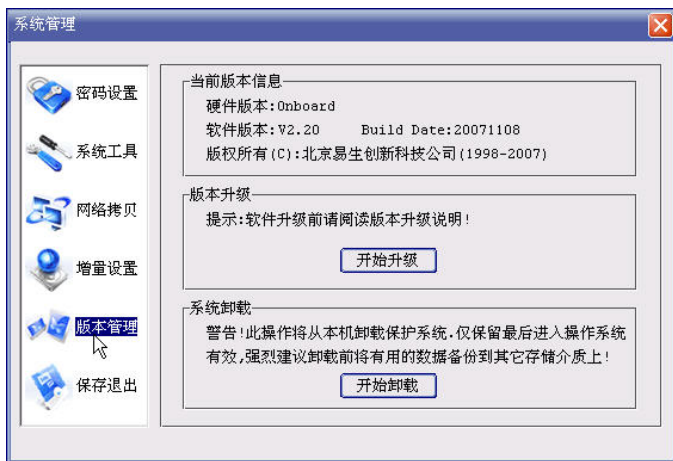 系统管理
密码设置
系统工具
网络拷贝
增量设置
版本管理
保存退出
当前版本信息
硬件版本:Onboard
软件版本:V2.20 Build Date:20071108
版权所有(C):北京易生创新科技公司(1998-2007)
版本升级
提示:软件升级前请阅读版本升级说明!
开始升级
系统卸载
警告!此操作将从本机卸载保护系统.仅保留最后进入操作系统
有效,强烈建议卸载前将有用的数据备份到其它存储介质上!
开始卸载